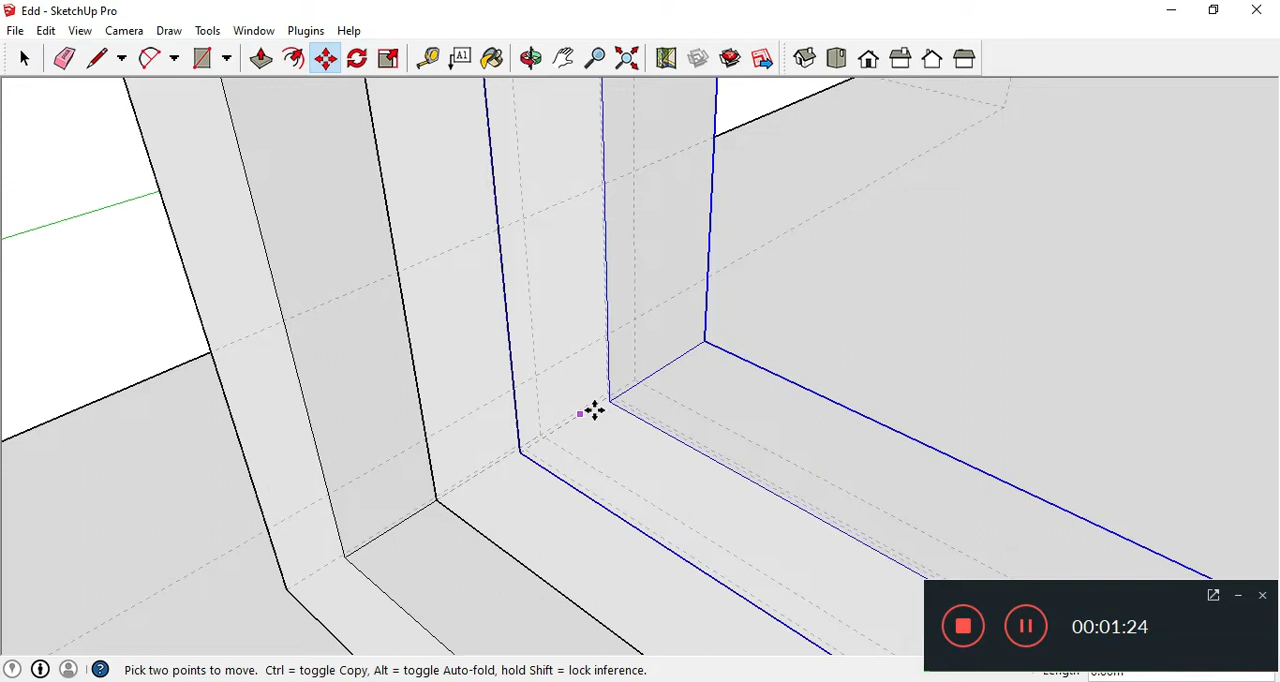 Edd - SketchUp Pro
File Edit View Camera Draw Tools Window Plugins Help
00:01:24
Pick two points to move. Ctrl = toggle Copy, Alt = toggle Auto-fold, hold Shift = lock inference.